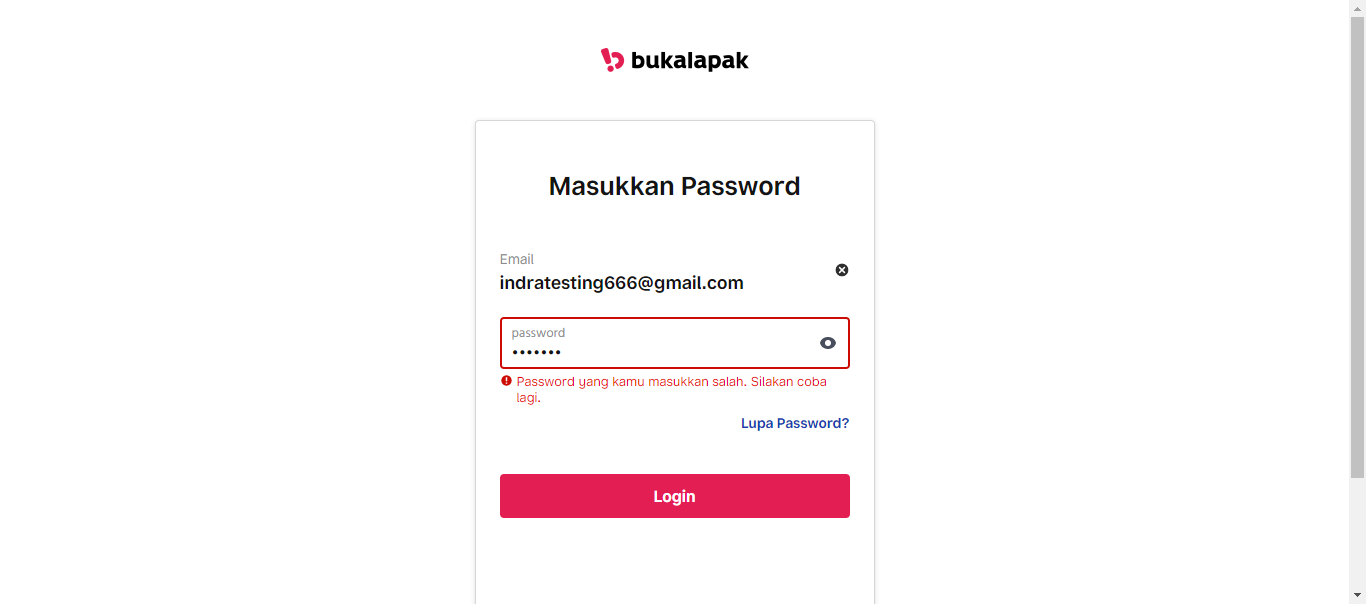 bukalapak
Masukkan Password
Email
indratesting666@gmail.com
password
•••••••
Password yang kamu masukkan salah. Silakan coba
lagi.
Lupa Password?
Login